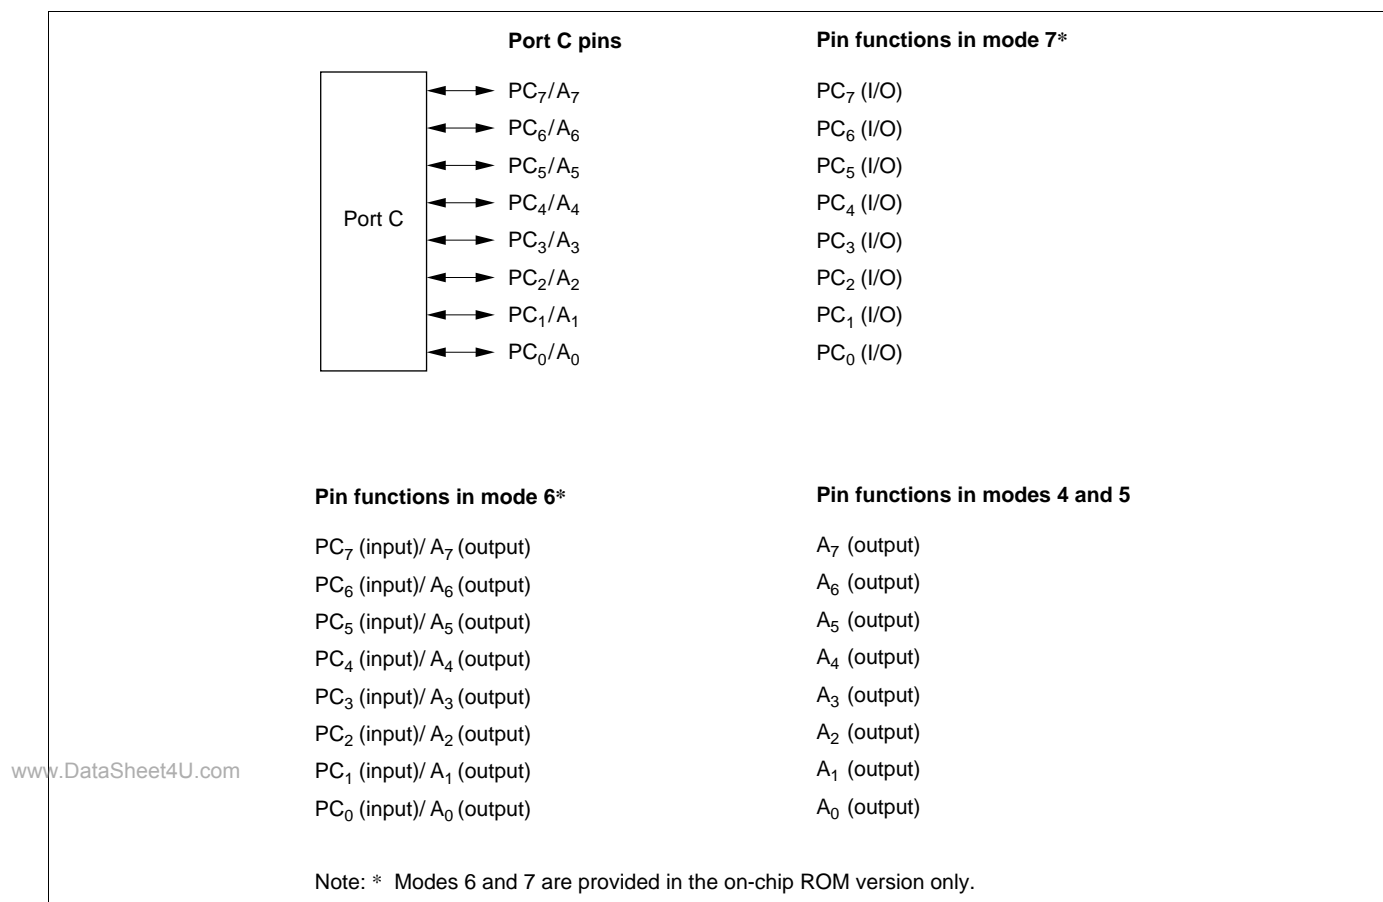 Port C pins
Pin functions in mode 7*
Port C
PC₇/A₇
PC₇ (I/O)
PC₆/A₆
PC₆ (I/O)
PC₅/A₅
PC₅ (I/O)
PC₄/A₄
PC₄ (I/O)
PC₃/A₃
PC₃ (I/O)
PC₂/A₂
PC₂ (I/O)
PC₁/A₁
PC₁ (I/O)
PC₀/A₀
PC₀ (I/O)
Pin functions in mode 6*
PC₇ (input)/ A₇ (output)
PC₆ (input)/ A₆ (output)
PC₅ (input)/ A₅ (output)
PC₄ (input)/ A₄ (output)
PC₃ (input)/ A₃ (output)
PC₂ (input)/ A₂ (output)
PC₁ (input)/ A₁ (output)
PC₀ (input)/ A₀ (output)
Pin functions in modes 4 and 5
A₇ (output)
A₆ (output)
A₅ (output)
A₄ (output)
A₃ (output)
A₂ (output)
A₁ (output)
A₀ (output)
www.DataSheet4U.com
Note: * Modes 6 and 7 are provided in the on-chip ROM version only.